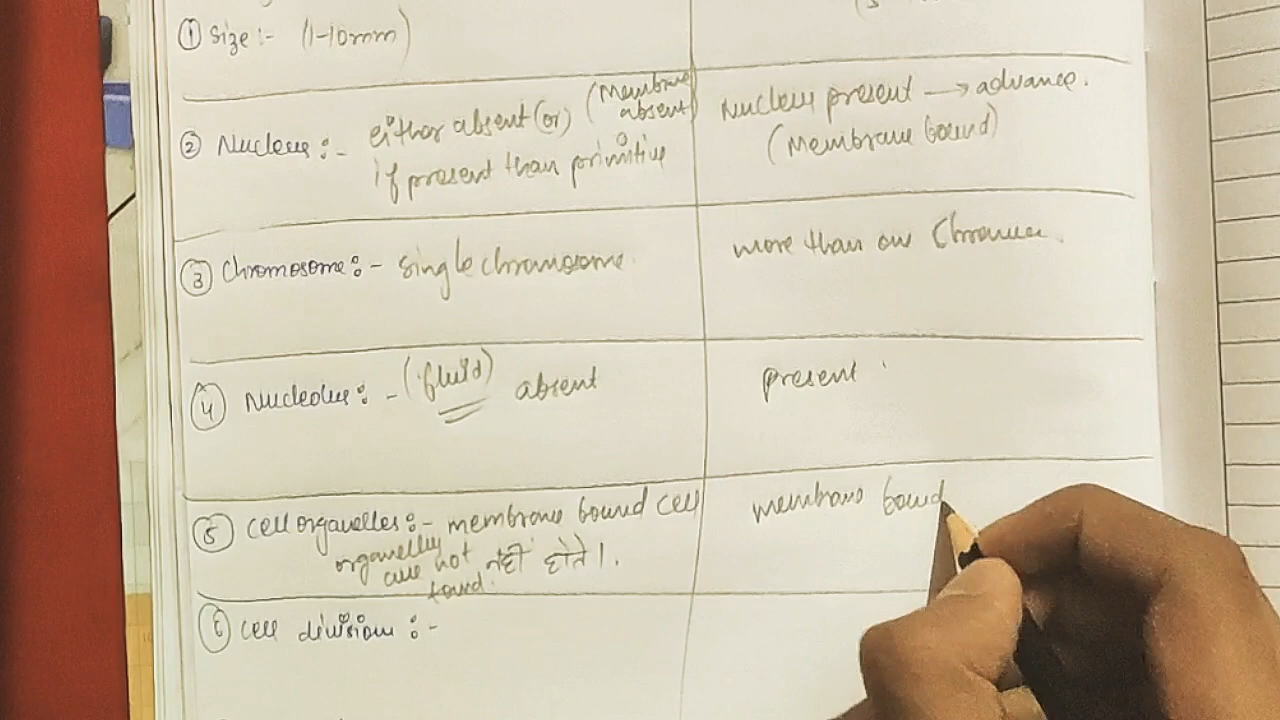 ① Size :- (1-10mm)
② Nucleus :- either absent (or) (Membrane absent)
if present than primitive
Nucleus present → advance.
(Membrane bound)
③ Chromosome :- single chromosome.
more than one
④ Nucleolus :- (fluid) absent
present
⑤ Cell organelles :- membrane bound cell
organelles नहीं होते।
are not
found.
membrane bound
⑥ cell division :-